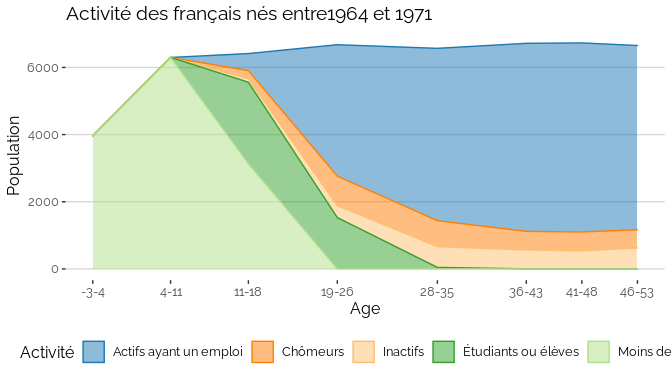 Activité des français nés entre1964 et 1971
Population
6000
4000
2000
0
-3-4 4-11 11-18 19-26 28-35 36-43 41-48 46-53
Age
Activité Actifs ayant un emploi Chômeurs Inactifs Étudiants ou élèves Moins de